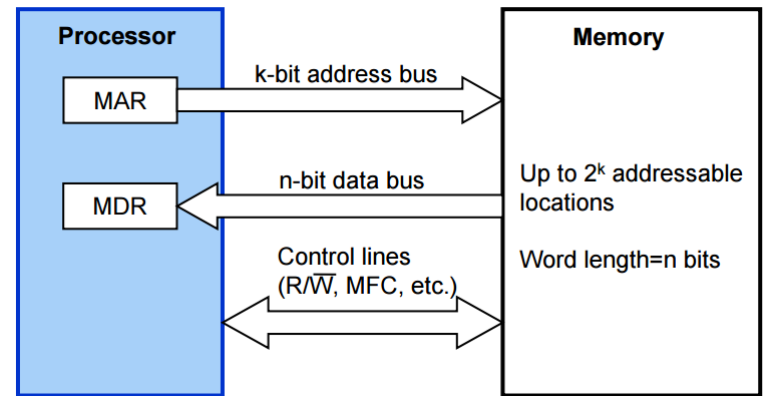 Processor
Memory
k-bit address bus
MAR
n-bit data bus
MDR
Up to 2ᵏ addressable
locations
Control lines
(R/W̅, MFC, etc.)
Word length=n bits